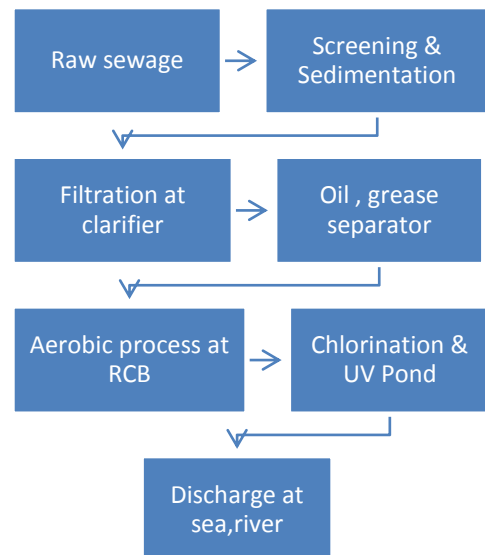 Raw sewage
Screening &
Sedimentation
Filtration at
clarifier
Oil , grease
separator
Aerobic process at
RCB
Chlorination &
UV Pond
Discharge at
sea,river